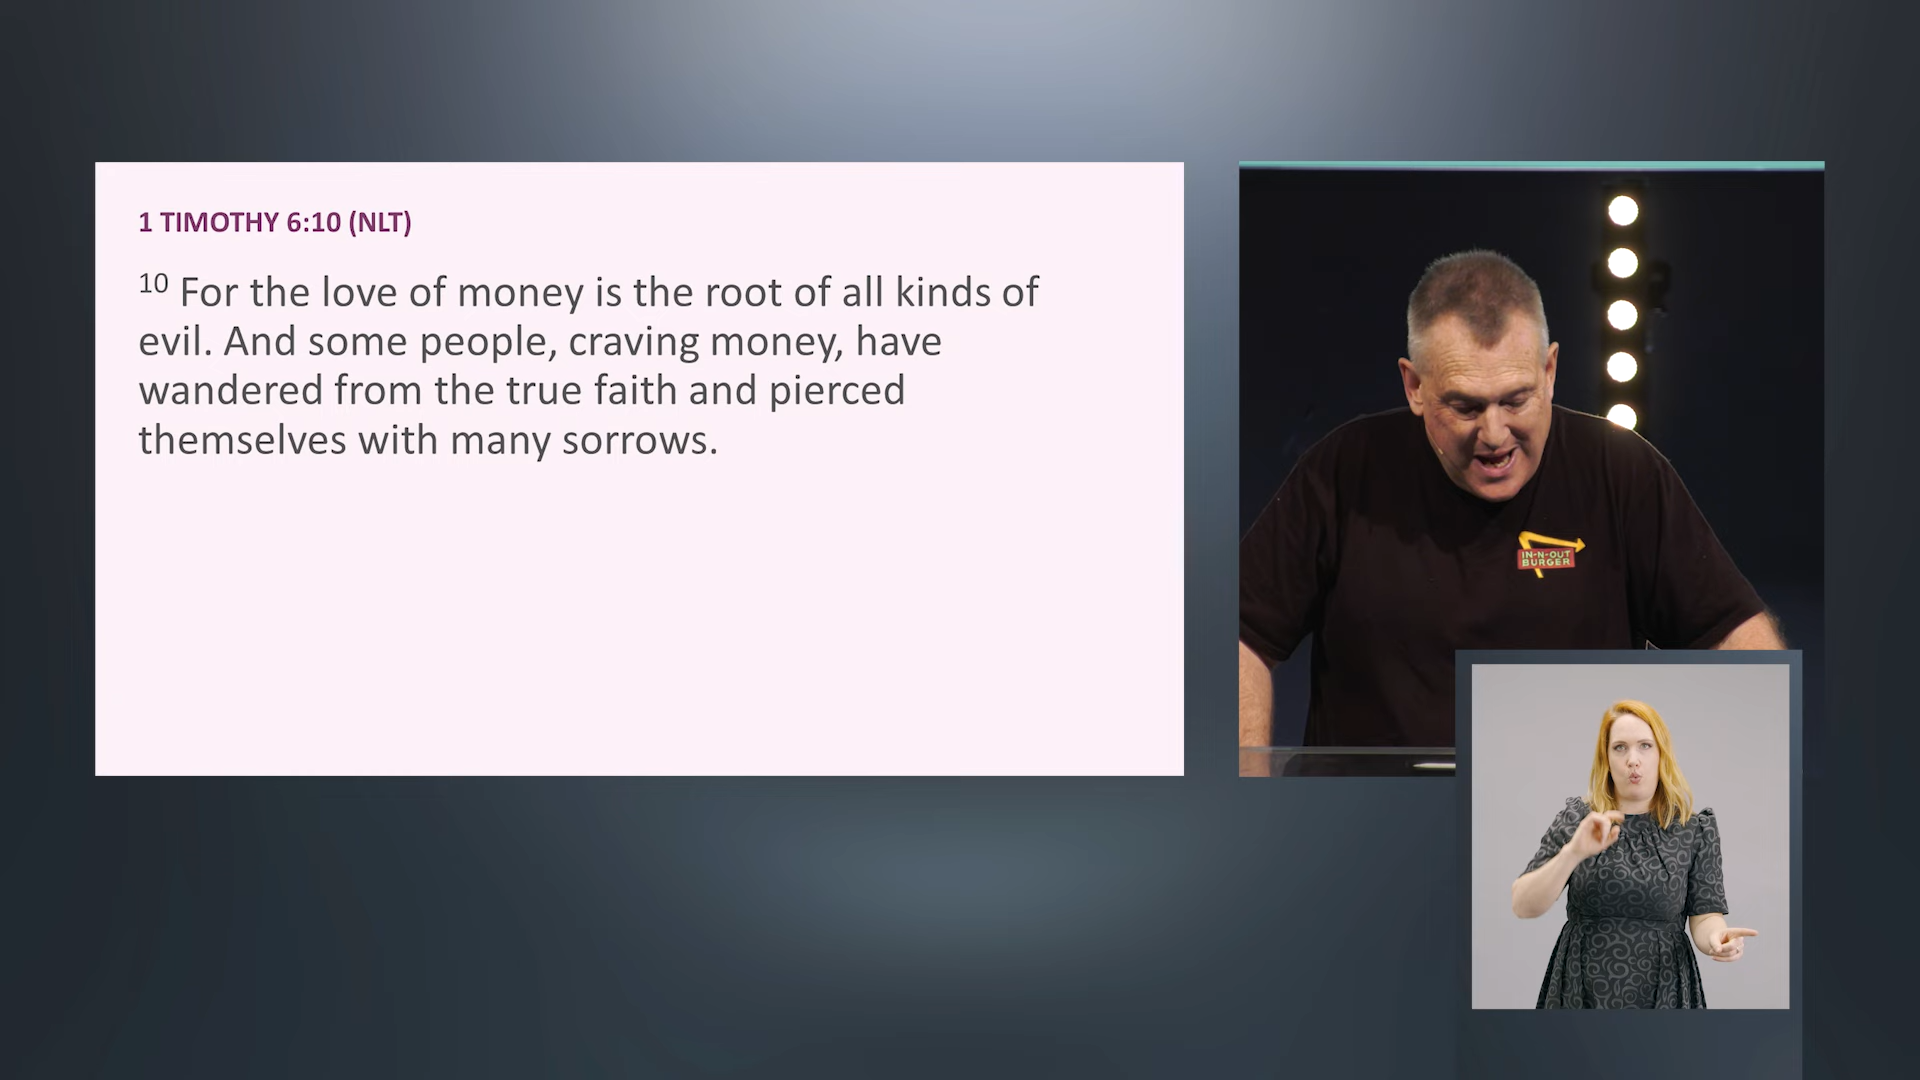 1 TIMOTHY 6:10 (NLT)
10 For the love of money is the root of all kinds of
evil. And some people, craving money, have
wandered from the true faith and pierced
themselves with many sorrows.
IN-N-OUT
BURGER